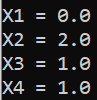 X1 = 0.0
X2 = 2.0
X3 = 1.0
X4 = 1.0